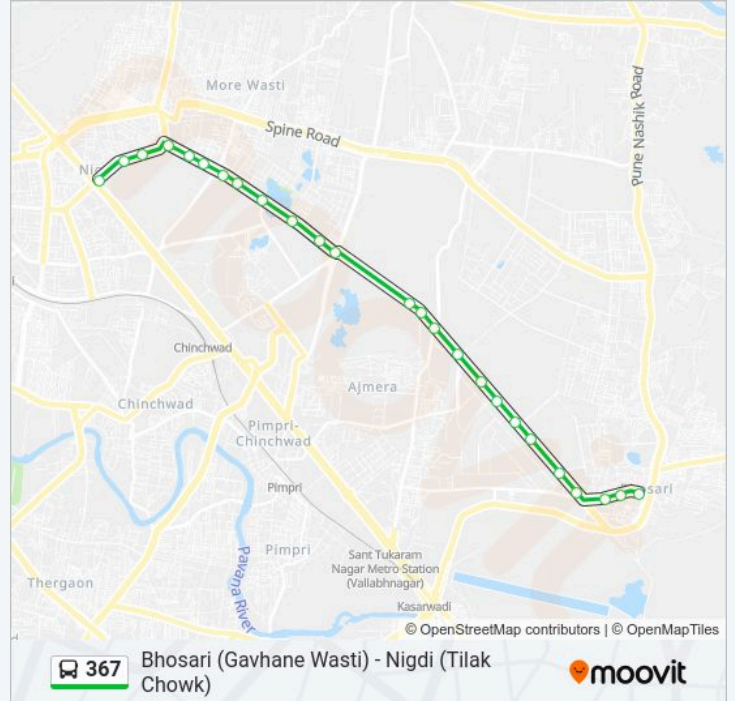 More Wasti
Spine Road
Pune Nashik Road
Chinchwad
Ajmera
Chinchwad
Pimpri-
Chinchwad
Pimpri
Pimpri
Sant Tukaram
Nagar Metro Station
(Vallabhnagar)
Pavana River
Thergaon
Kasarwadi
© OpenStreetMap contributors | © OpenMapTiles
367
Bhosari (Gavhane Wasti) - Nigdi (Tilak
Chowk)
moovit